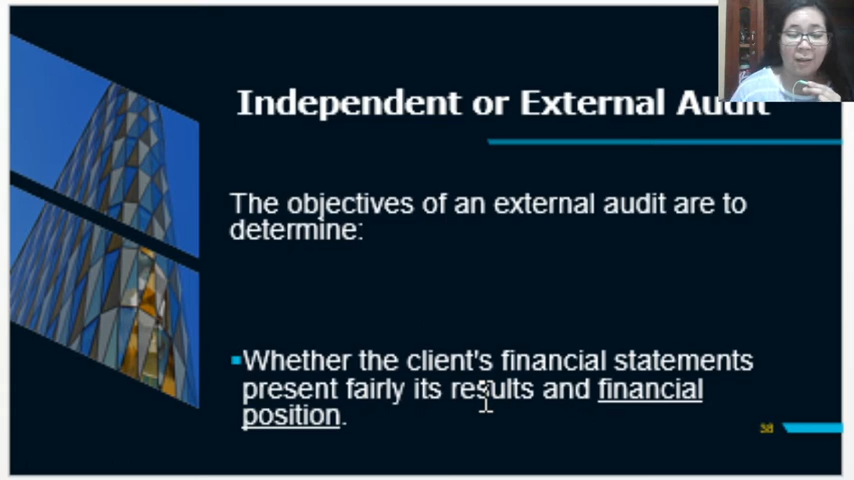 Independent or External Audit
The objectives of an external audit are to
determine:
Whether the client's financial statements
present fairly its results and financial
position.
38